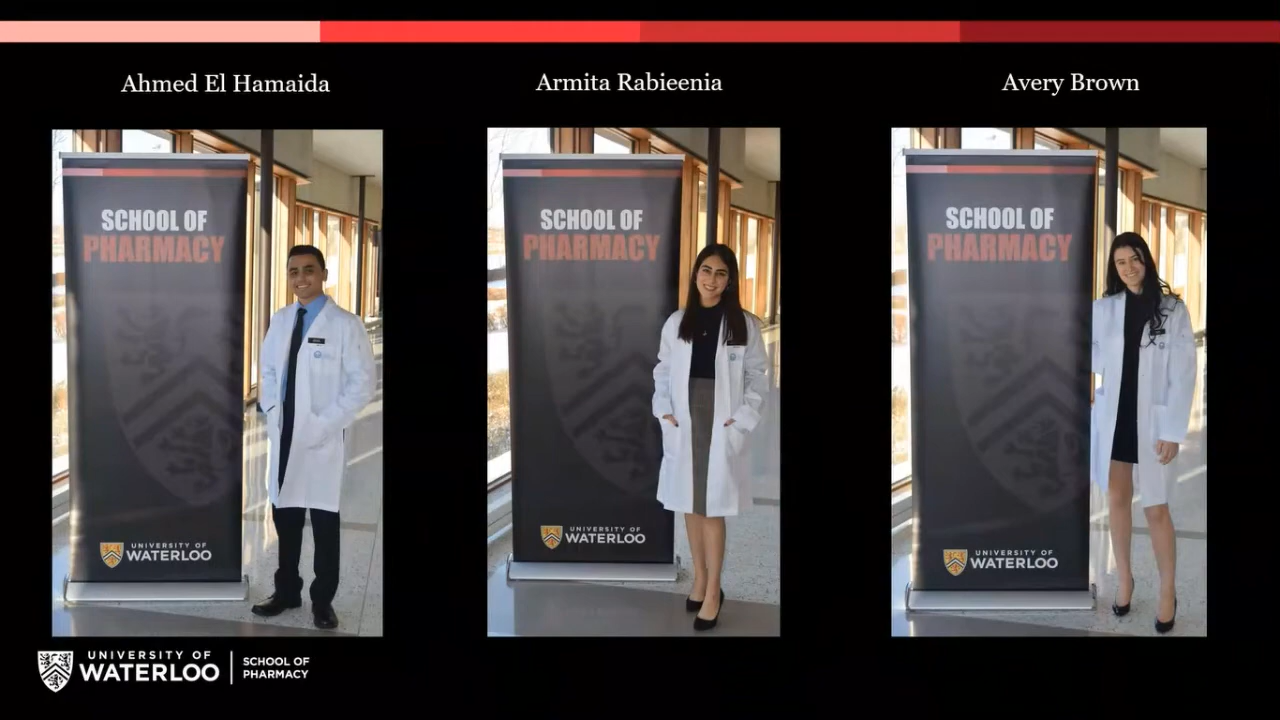 Ahmed El Hamaida
Armita Rabieenia
Avery Brown
SCHOOL OF
PHARMACY
UNIVERSITY OF
WATERLOO
SCHOOL OF
PHARMACY
UNIVERSITY OF
WATERLOO
SCHOOL OF
PHARMACY
UNIVERSITY OF
WATERLOO
UNIVERSITY OF
WATERLOO
SCHOOL OF
PHARMACY